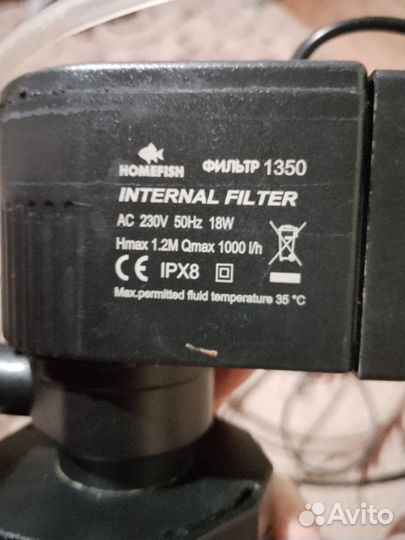 HOMEFISH
ФИЛЬТР 1350
INTERNAL FILTER
AC 230V 50Hz 18W
Hmax 1.2M Qmax 1000 l/h
CE IPX8
Max.permitted fluid temperature 35 °C
Avito